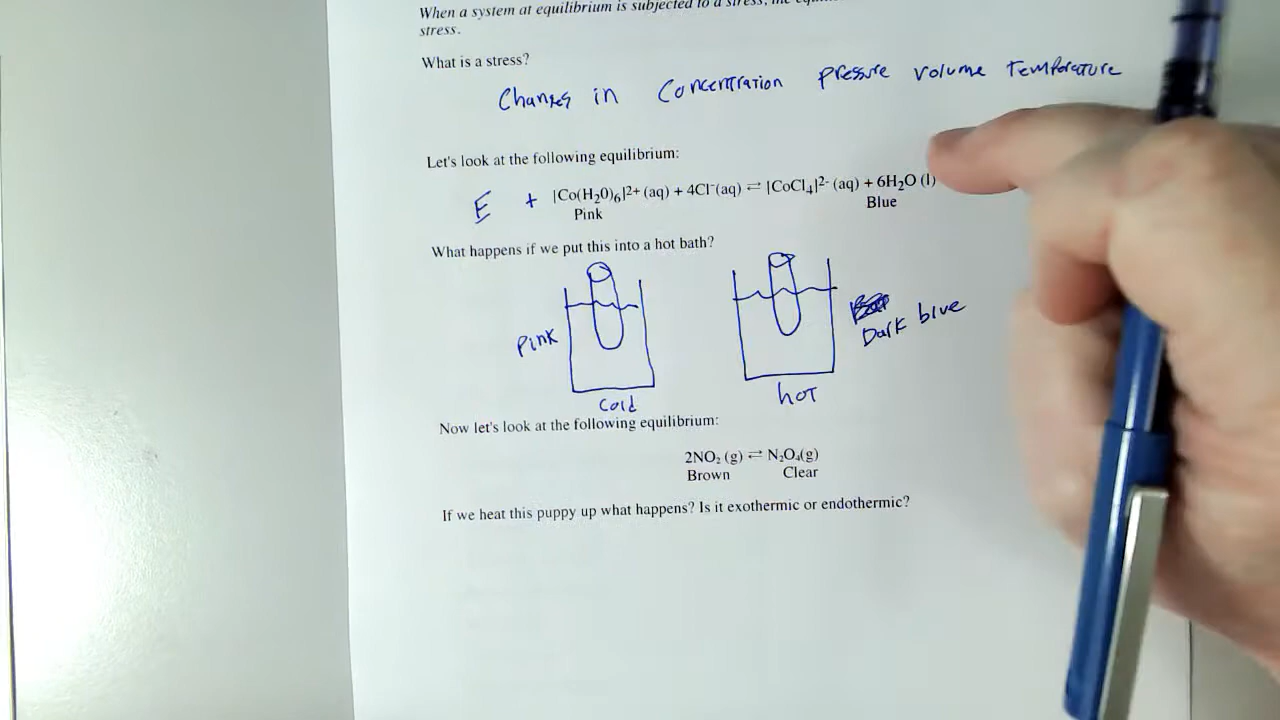 When a system at equilibrium is subjected to a stress, the
stress.
What is a stress?
Changes in Concentration pressure volume Temperature
Let's look at the following equilibrium:
E + |Co(H₂0)₆|²⁺ (aq) + 4Cl⁻(aq) ⇌ |CoCl₄|²⁻ (aq) + 6H₂O (l)
Pink Blue
What happens if we put this into a hot bath?
Pink Dark blue
Cold hot
Now let's look at the following equilibrium:
2NO₂ (g) ⇌ N₂O₄(g)
Brown Clear
If we heat this puppy up what happens? Is it exothermic or endothermic?